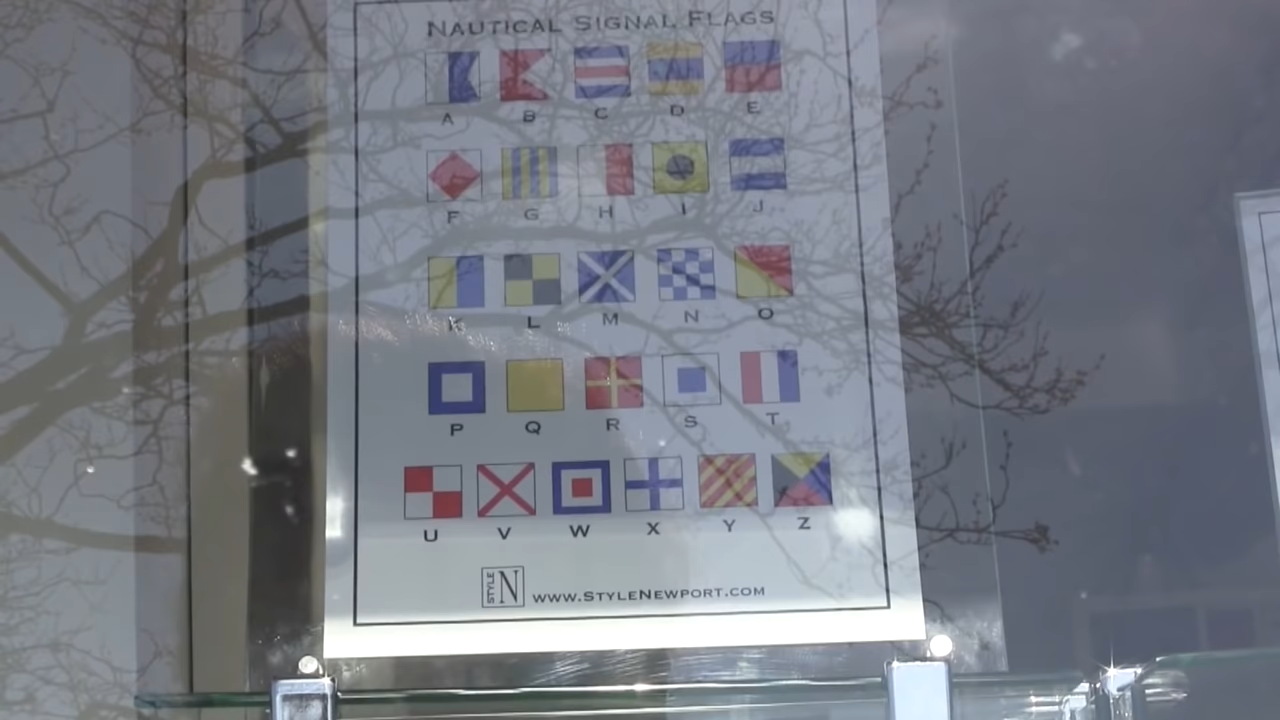 NAUTICAL SIGNAL FLAGS
A B C D E
F G H I J
K L M N O
P Q R S T
U V W X Y Z
STYLE N WWW.STYLENEWPORT.COM